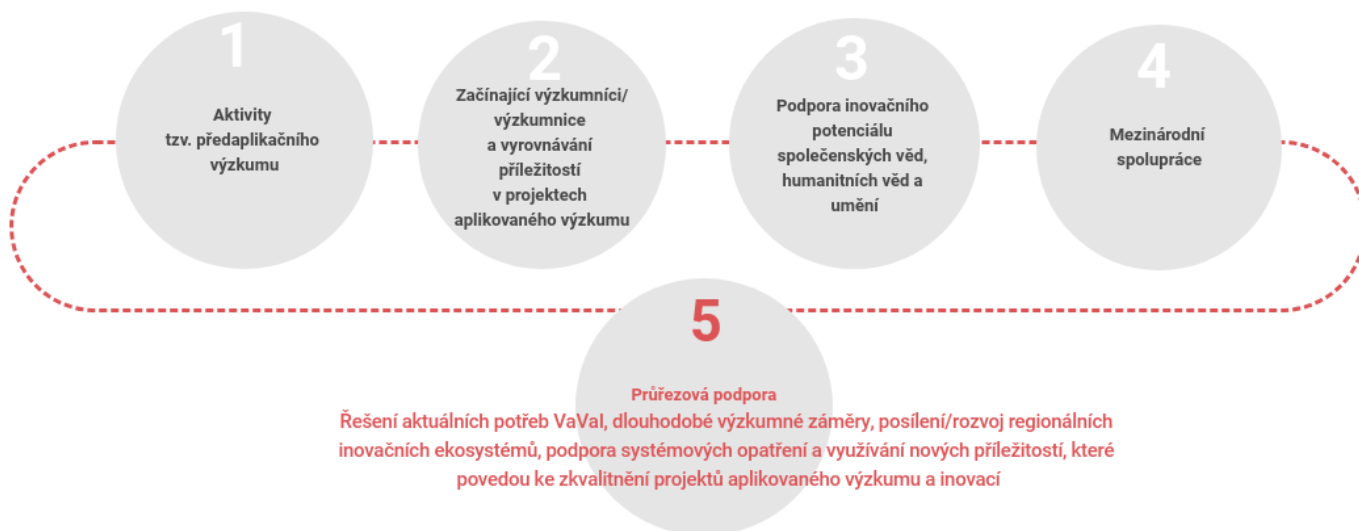 1
Aktivity
tzv. předaplikačního
výzkumu
2
Začínající výzkumníci/
výzkumnice
a vyrovnávání
příležitostí
v projektech
aplikovaného výzkumu
3
Podpora inovačního
potenciálu
společenských věd,
humanitních věd a
umění
4
Mezinárodní
spolupráce
5
Průřezová podpora
Řešení aktuálních potřeb VaVaI, dlouhodobé výzkumné záměry, posílení/rozvoj regionálních
inovačních ekosystémů, podpora systémových opatření a využívání nových příležitostí, které
povedou ke zkvalitnění projektů aplikovaného výzkumu a inovací